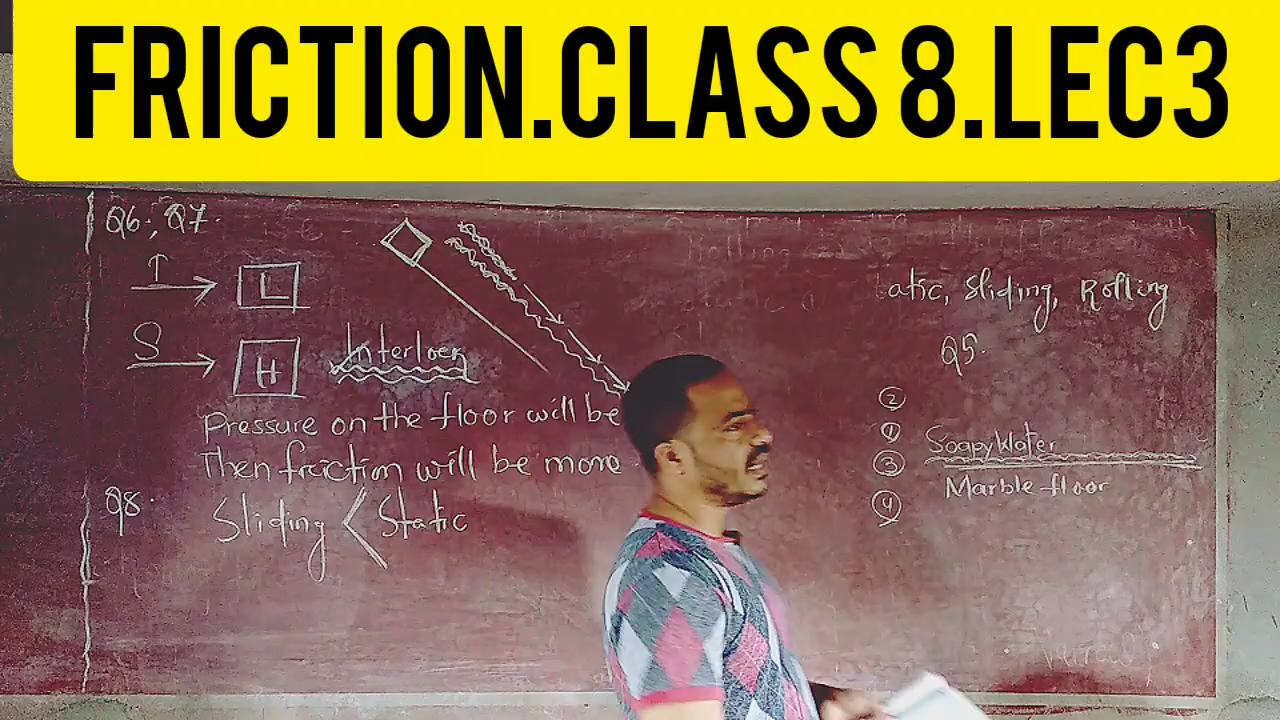 FRICTION.CLASS 8.LEC3
Q6; Q7.
L
S
H
Interlock
Pressure on the floor will be
Then friction will be more
Q8.
Sliding < Static
atic, Sliding, Rolling
Q5.
②
①
Soapy Water
③
Marble floor
④